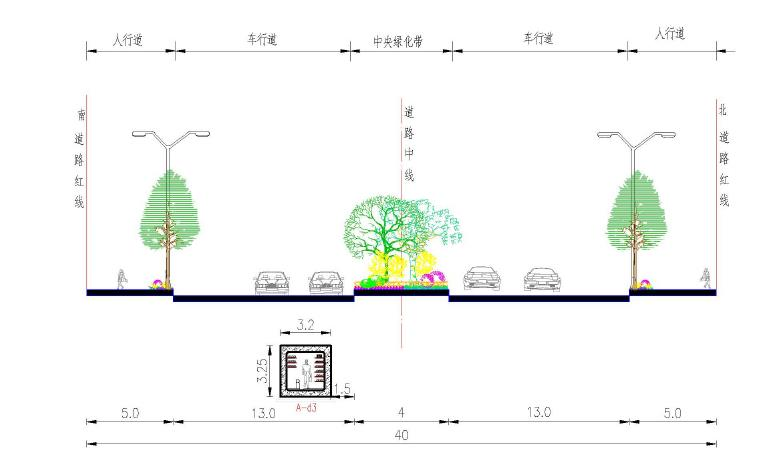 人行道 车行道 中央绿化带 车行道 人行道
南道路红线
道路中线
北道路红线
3.2
3.25
1.5
A-d3
5.0 13.0 4 13.0 5.0
40